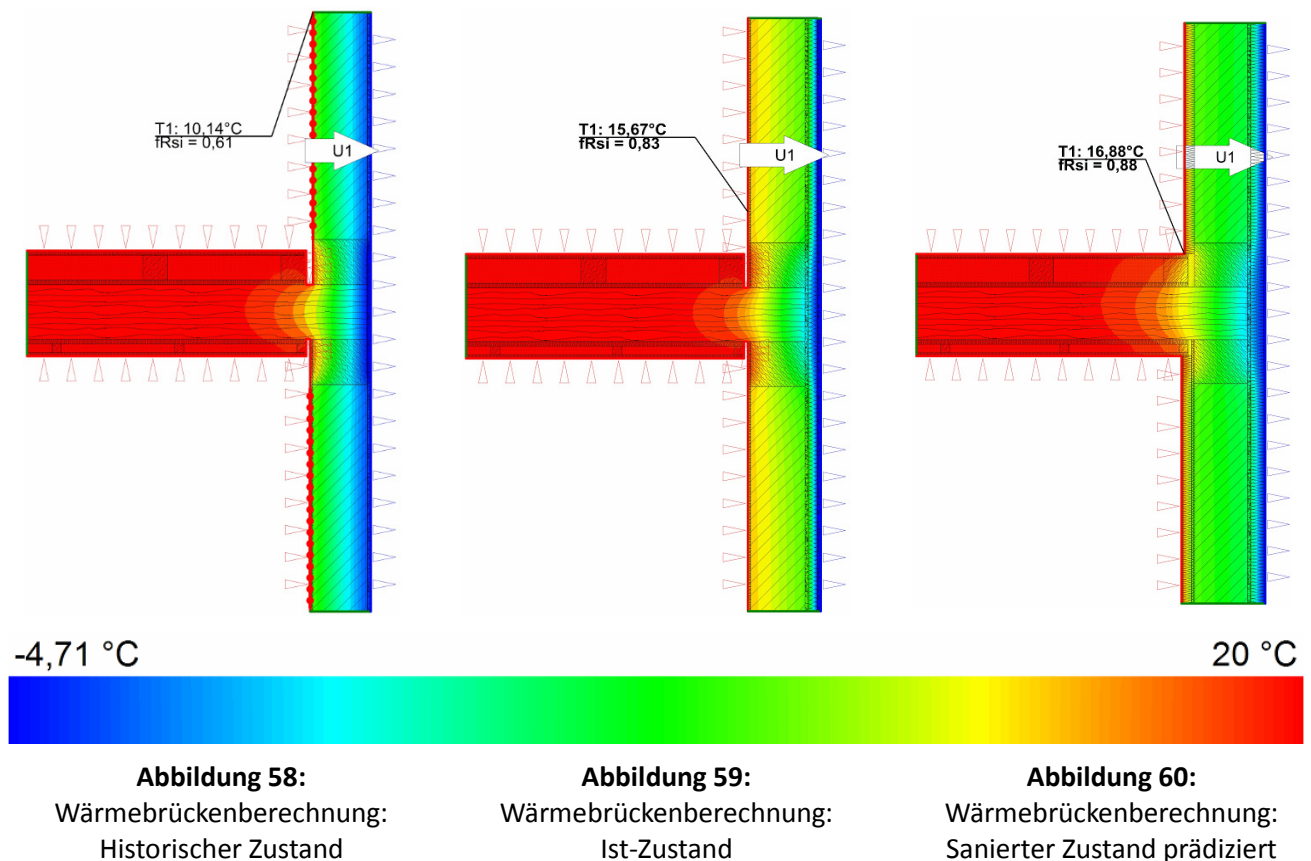 T1: 10,14°C
fRsi = 0,61
U1
T1: 15,67°C
fRsi = 0,83
U1
T1: 16,88°C
fRsi = 0,88
U1
-4,71 °C
20 °C
Abbildung 58:
Wärmebrückenberechnung:
Historischer Zustand
Abbildung 59:
Wärmebrückenberechnung:
Ist-Zustand
Abbildung 60:
Wärmebrückenberechnung:
Sanierter Zustand prädiziert